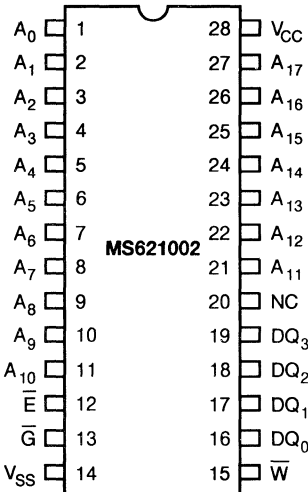 A0 1 28 VCC
A1 2 27 A17
A2 3 26 A16
A3 4 25 A15
A4 5 24 A14
A5 6 23 A13
A6 7 22 A12
MS621002
A7 8 21 A11
A8 9 20 NC
A9 10 19 DQ3
A10 11 18 DQ2
E̅ 12 17 DQ1
G̅ 13 16 DQ0
VSS 14 15 W̅